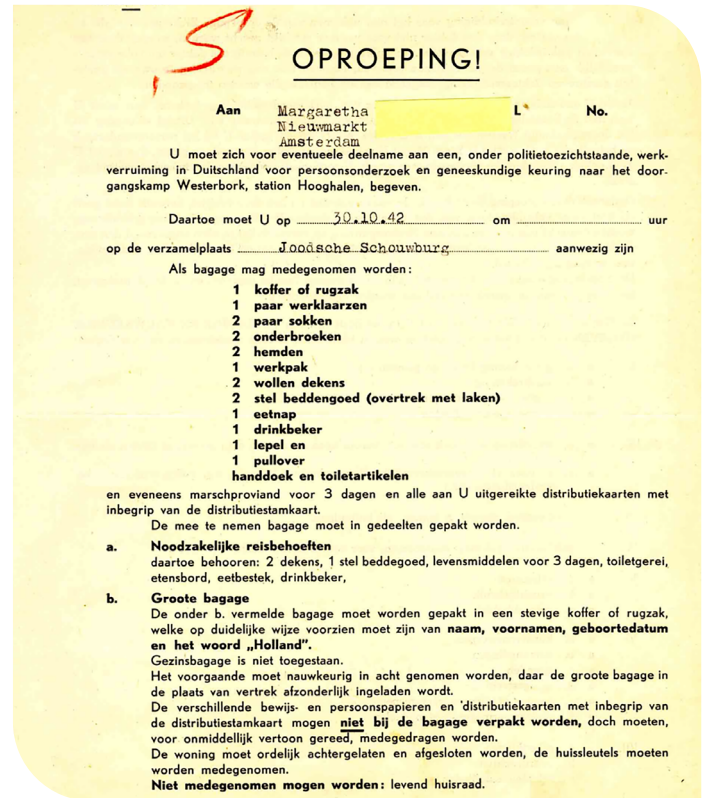 OPROEPING!
Aan Margaretha L No.
Nieuwmarkt
Amsterdam
U moet zich voor eventueele deelname aan een, onder politietoezichtstaande, werk-
verruiming in Duitschland voor persoonsonderzoek en geneeskundige keuring naar het door-
gangskamp Westerbork, station Hooghalen, begeven.
Daartoe moet U op 30.10.42 om uur
op de verzamelplaats Joodsche Schouwburg aanwezig zijn
Als bagage mag medegenomen worden:
1 koffer of rugzak
1 paar werklaarzen
2 paar sokken
2 onderbroeken
2 hemden
1 werkpak
2 wollen dekens
2 stel beddengoed (overtrek met laken)
1 eetnap
1 drinkbeker
1 lepel en
1 pullover
handdoek en toiletartikelen
en eveneens marschproviand voor 3 dagen en alle aan U uitgereikte distributiekaarten met
inbegrip van de distributiestamkaart.
De mee te nemen bagage moet in gedeelten gepakt worden.
a. Noodzakelijke reisbehoeften
daartoe behooren: 2 dekens, 1 stel beddegoed, levensmiddelen voor 3 dagen, toiletgerei,
etensbord, eetbestek, drinkbeker,
b. Groote bagage
De onder b. vermelde bagage moet worden gepakt in een stevige koffer of rugzak,
welke op duidelijke wijze voorzien moet zijn van naam, voornamen, geboortedatum
en het woord „Holland".
Gezinsbagage is niet toegestaan.
Het voorgaande moet nauwkeurig in acht genomen worden, daar de groote bagage in
de plaats van vertrek afzonderlijk ingeladen wordt.
De verschillende bewijs- en persoonspapieren en distributiekaarten met inbegrip van
de distributiestamkaart mogen niet bij de bagage verpakt worden, doch moeten,
voor onmiddellijk vertoon gereed, medegedragen worden.
De woning moet ordelijk achtergelaten en afgesloten worden, de huissleutels moeten
worden medegenomen.
Niet medegenomen mogen worden: levend huisraad.